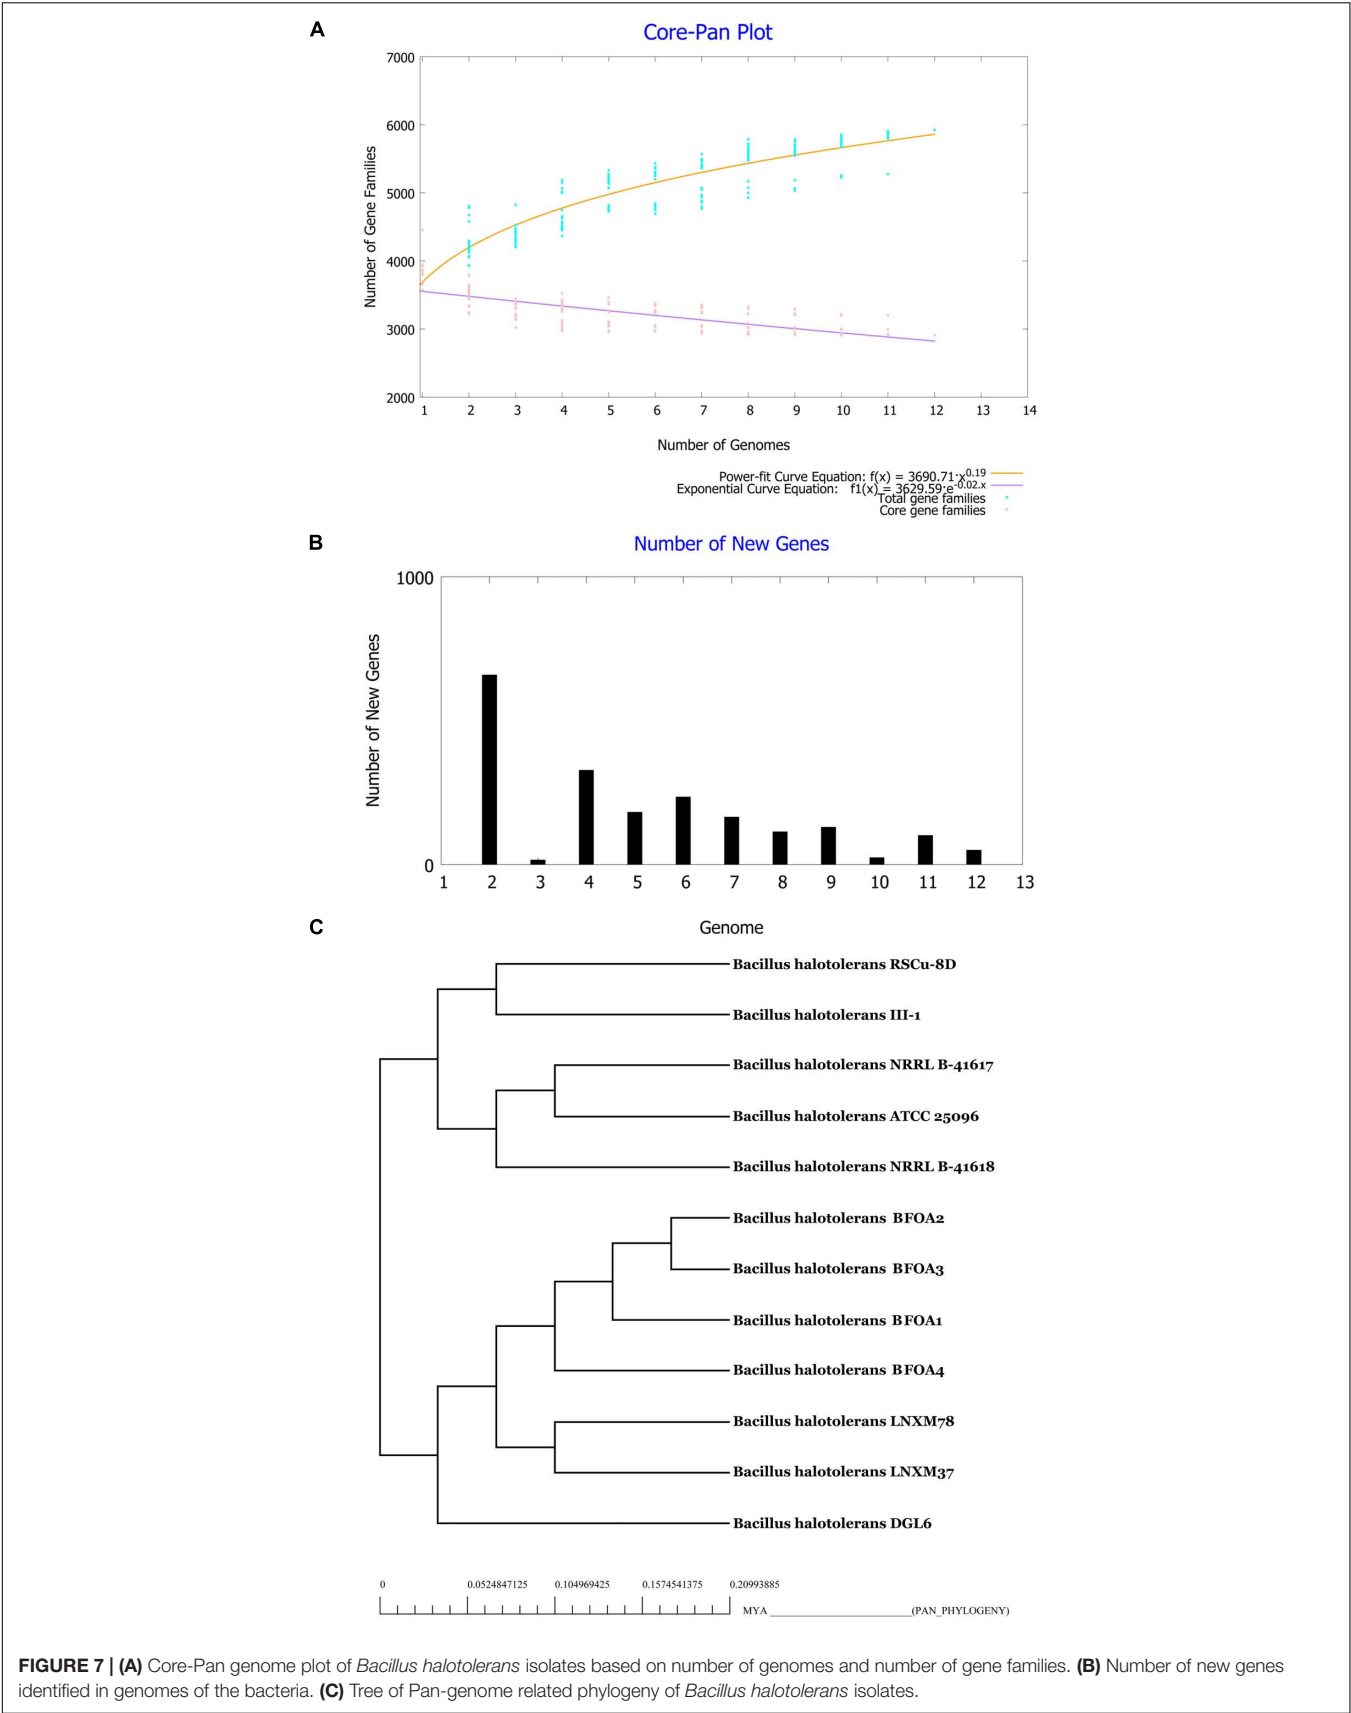 A
Core-Pan Plot
7000
6000
5000
4000
3000
2000
Number of Gene Families
1 2 3 4 5 6 7 8 9 10 11 12 13 14
Number of Genomes
Power-fit Curve Equation: f(x) = 3690.71·x^0.19
Exponential Curve Equation: f1(x) = 3629.59·e^-0.02.x
Total gene families
Core gene families
B
Number of New Genes
1000
0
Number of New Genes
1 2 3 4 5 6 7 8 9 10 11 12 13
Genome
C
Bacillus halotolerans RSCu-8D
Bacillus halotolerans III-1
Bacillus halotolerans NRRL B-41617
Bacillus halotolerans ATCC 25096
Bacillus halotolerans NRRL B-41618
Bacillus halotolerans BFOA2
Bacillus halotolerans BFOA3
Bacillus halotolerans BFOA1
Bacillus halotolerans BFOA4
Bacillus halotolerans LNXM78
Bacillus halotolerans LNXM37
Bacillus halotolerans DGL6
0 0.0524847125 0.104969425 0.1574541375 0.20993885
MYA ____________________________(PAN_PHYLOGENY)
FIGURE 7 | (A) Core-Pan genome plot of Bacillus halotolerans isolates based on number of genomes and number of gene families. (B) Number of new genes
identified in genomes of the bacteria. (C) Tree of Pan-genome related phylogeny of Bacillus halotolerans isolates.